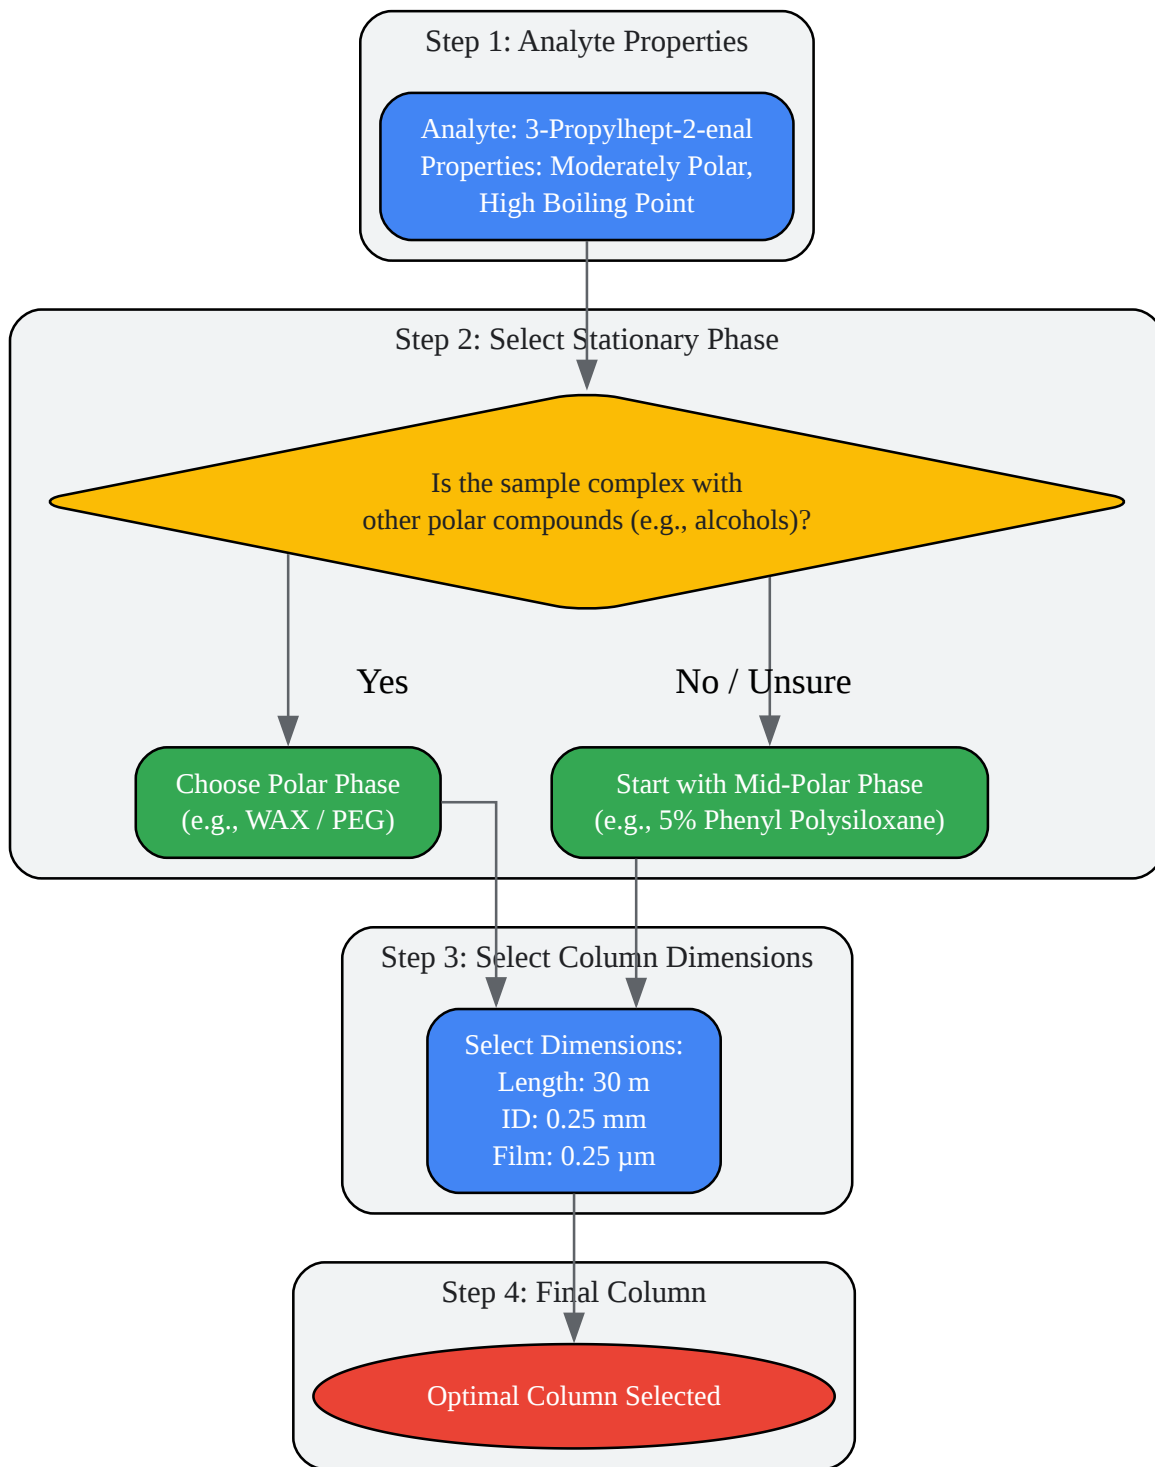 Step 1: Analyte Properties
Analyte: 3-Propylhept-2-enal
Properties: Moderately Polar,
High Boiling Point
Step 2: Select Stationary Phase
Is the sample complex with
other polar compounds (e.g., alcohols)?
Yes
No / Unsure
Choose Polar Phase
(e.g., WAX / PEG)
Start with Mid-Polar Phase
(e.g., 5% Phenyl Polysiloxane)
Step 3: Select Column Dimensions
Select Dimensions:
Length: 30 m
ID: 0.25 mm
Film: 0.25 µm
Step 4: Final Column
Optimal Column Selected